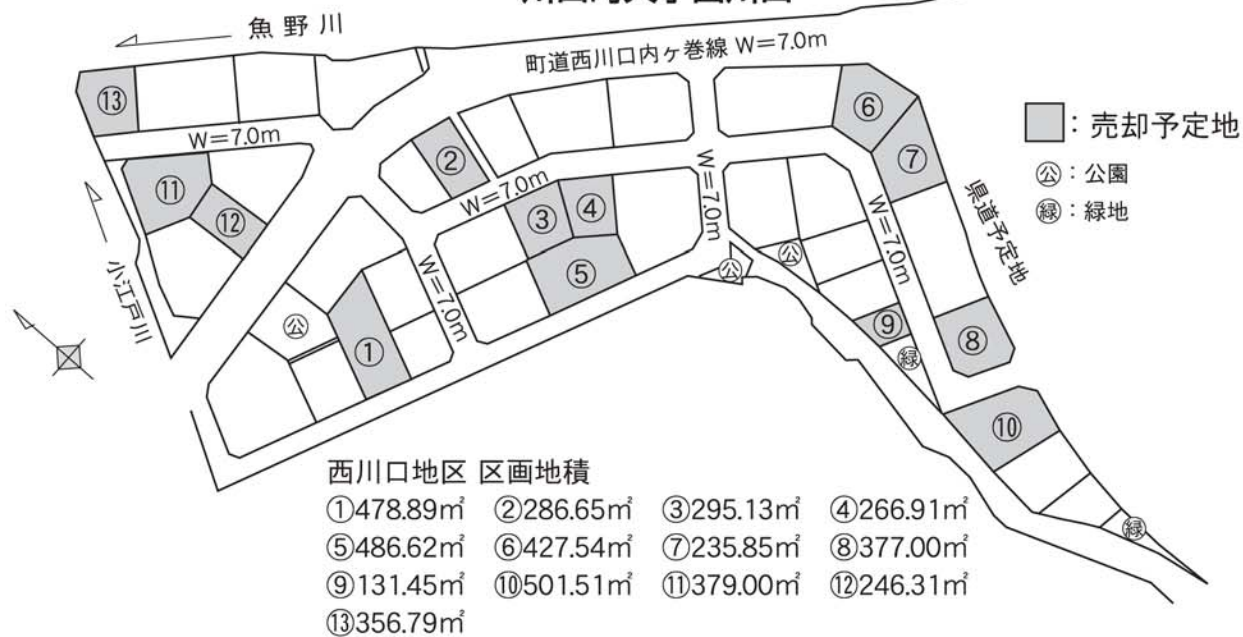 魚野川
町道西川口内ヶ巻線 W=7.0m
⑬
W=7.0m
⑥
：売却予定地
②
⑦
公：公園
⑪
W=7.0m
W=7.0m
緑：緑地
③
④
⑫
W=7.0m
県道予定地
小江戸川
⑤
公
公
W=7.0m
公
⑨
①
⑧
緑
⑩
緑
西川口地区 区画地積
①478.89㎡ ②286.65㎡ ③295.13㎡ ④266.91㎡
⑤486.62㎡ ⑥427.54㎡ ⑦235.85㎡ ⑧377.00㎡
⑨131.45㎡ ⑩501.51㎡ ⑪379.00㎡ ⑫246.31㎡
⑬356.79㎡